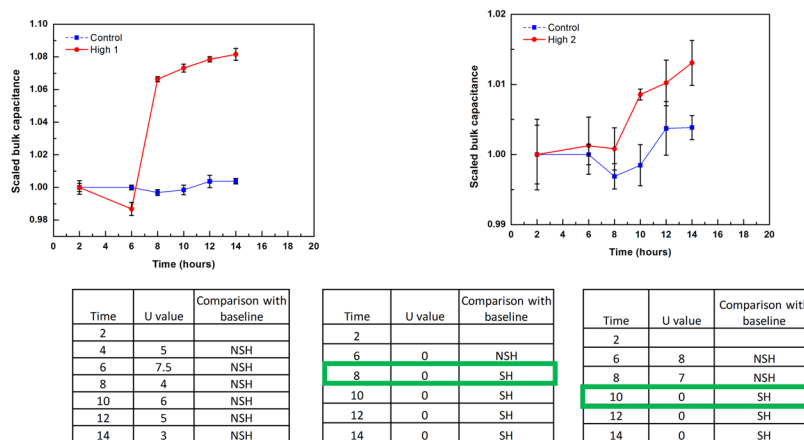 Control
High 1
Scaled bulk capacitance
1.10
1.08
1.06
1.04
1.02
1.00
0.98
0 2 4 6 8 10 12 14 16 18 20
Time (hours)
Control
High 2
Scaled bulk capacitance
1.02
1.01
1.00
0.99
0 2 4 6 8 10 12 14 16 18 20
Time (hours)
Time U value Comparison with baseline
2
4 5 NSH
6 7.5 NSH
8 4 NSH
10 6 NSH
12 5 NSH
14 3 NSH
Time U value Comparison with baseline
2
6 0 NSH
8 0 SH
10 0 SH
12 0 SH
14 0 SH
Time U value Comparison with baseline
2
6 8 NSH
8 7 NSH
10 0 SH
12 0 SH
14 0 SH